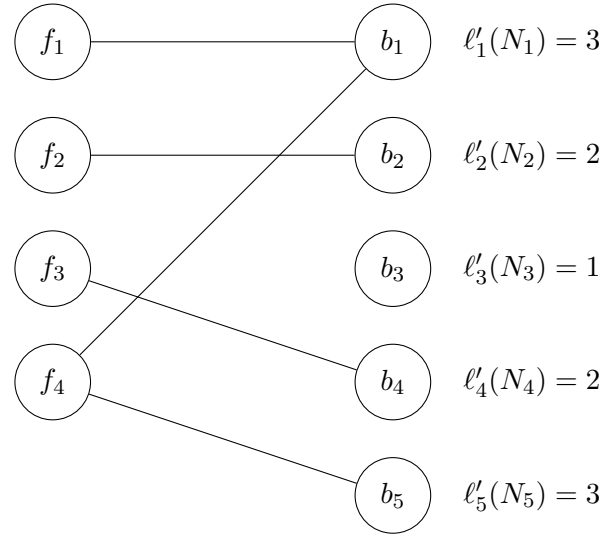 f₁ b₁ ℓ′₁(N₁) = 3
f₂ b₂ ℓ′₂(N₂) = 2
f₃ b₃ ℓ′₃(N₃) = 1
f₄ b₄ ℓ′₄(N₄) = 2
b₅ ℓ′₅(N₅) = 3